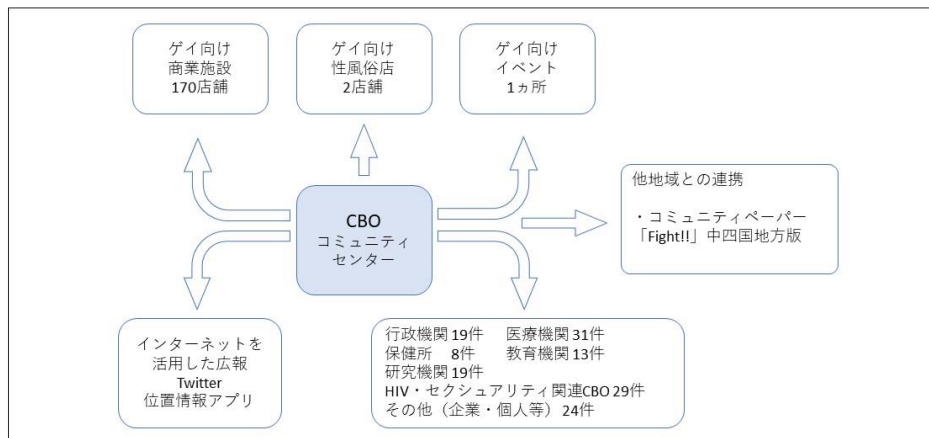 ゲイ向け
商業施設
170店舗
ゲイ向け
性風俗店
2店舗
ゲイ向け
イベント
1ヵ所
CBO
コミュニティ
センター
他地域との連携
・コミュニティペーパー
「Fight!!」中四国地方版
インターネットを
活用した広報
Twitter
位置情報アプリ
行政機関 19件 医療機関 31件
保健所 8件 教育機関 13件
研究機関 19件
HIV・セクシュアリティ関連CBO 29件
その他（企業・個人等）24件